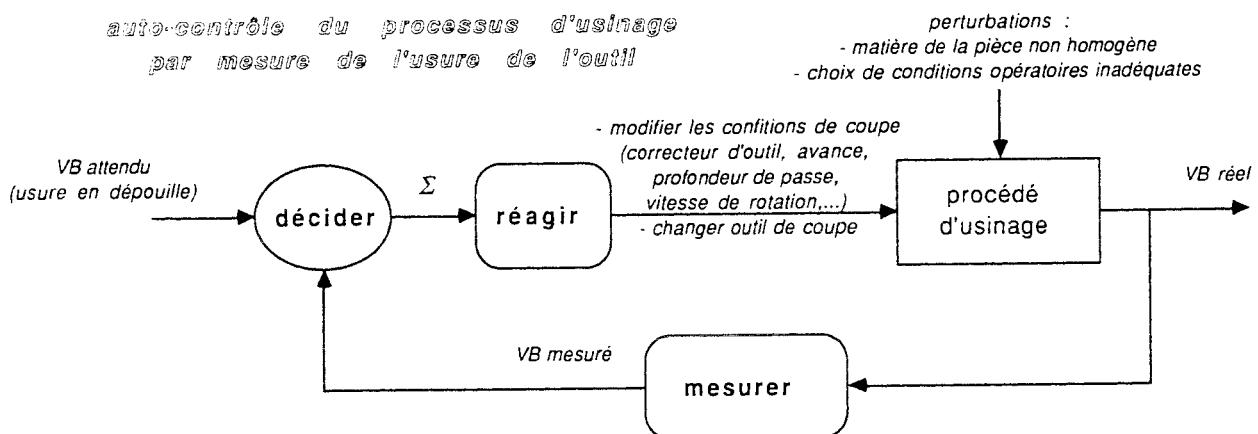 auto-contrôle du processus d'usinage
par mesure de l'usure de l'outil
perturbations :
- matière de la pièce non homogène
- choix de conditions opératoires inadéquates
VB attendu
(usure en dépouille)
décider
Σ
réagir
- modifier les confitions de coupe
(correcteur d'outil, avance,
profondeur de passe,
vitesse de rotation,...)
- changer outil de coupe
procédé
d'usinage
VB réel
VB mesuré
mesurer